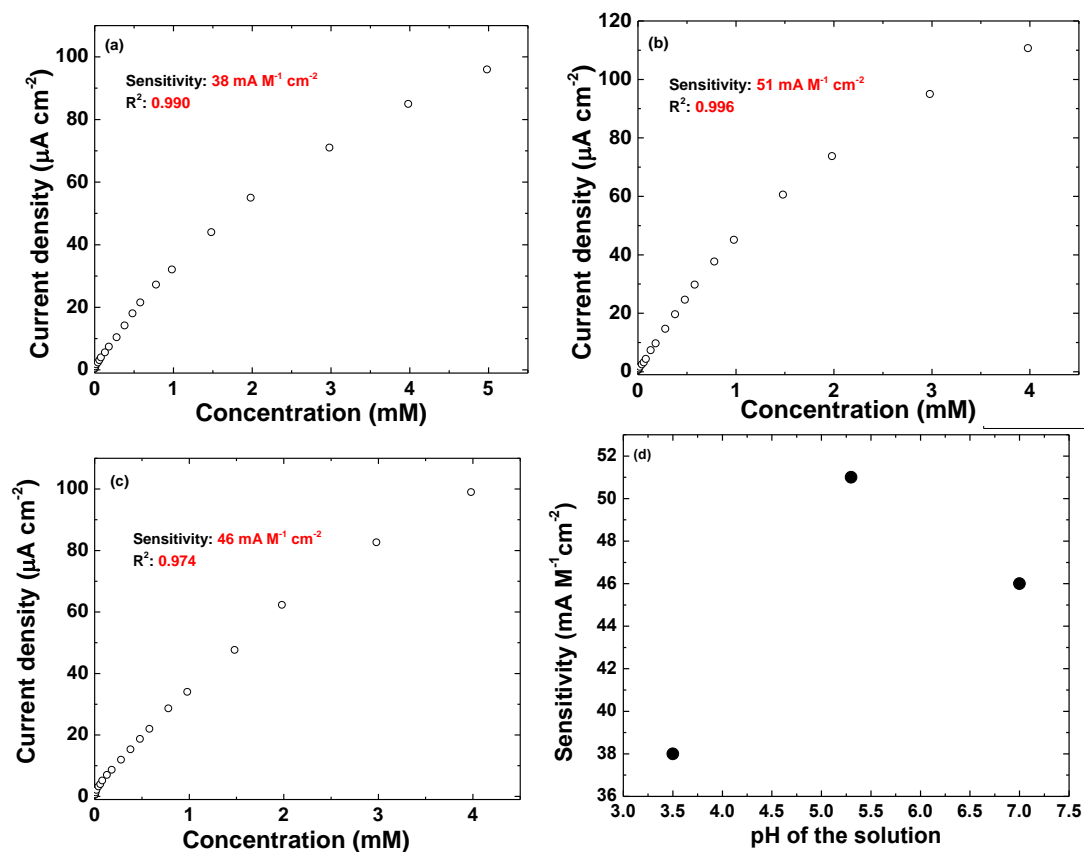 (a)
Sensitivity: 38 mA M⁻¹ cm⁻²
R²: 0.990
Current density (µA cm⁻²)
100
80
60
40
20
0
0 1 2 3 4 5
Concentration (mM)
(b)
Sensitivity: 51 mA M⁻¹ cm⁻²
R²: 0.996
Current density (µA cm⁻²)
120
100
80
60
40
20
0
0 1 2 3 4
Concentration (mM)
(c)
Sensitivity: 46 mA M⁻¹ cm⁻²
R²: 0.974
Current density (µA cm⁻²)
100
80
60
40
20
0
0 1 2 3 4
Concentration (mM)
(d)
Sensitivity (mA M⁻¹cm⁻²)
52
50
48
46
44
42
40
38
36
3.0 3.5 4.0 4.5 5.0 5.5 6.0 6.5 7.0 7.5
pH of the solution